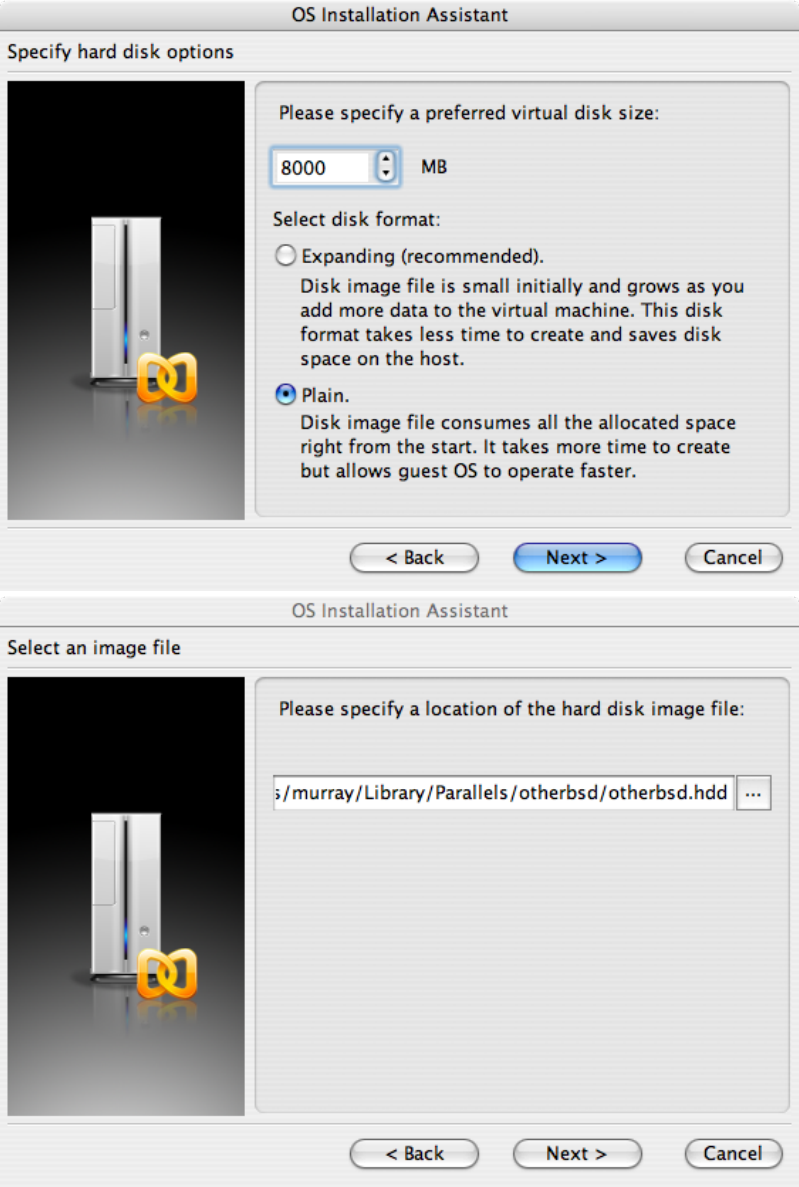 OS Installation Assistant
Specify hard disk options
Please specify a preferred virtual disk size:
8000 MB
Select disk format:
Expanding (recommended).
Disk image file is small initially and grows as you
add more data to the virtual machine. This disk
format takes less time to create and saves disk
space on the host.
Plain.
Disk image file consumes all the allocated space
right from the start. It takes more time to create
but allows guest OS to operate faster.
< Back Next > Cancel
OS Installation Assistant
Select an image file
Please specify a location of the hard disk image file:
s/murray/Library/Parallels/otherbsd/otherbsd.hdd ...
< Back Next > Cancel